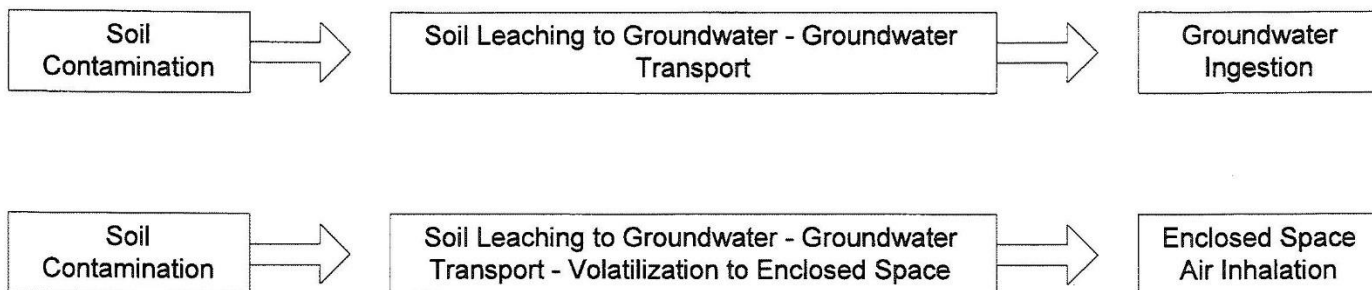 Soil
Contamination
Soil Leaching to Groundwater - Groundwater
Transport
Groundwater
Ingestion
Soil
Contamination
Soil Leaching to Groundwater - Groundwater
Transport - Volatilization to Enclosed Space
Enclosed Space
Air Inhalation